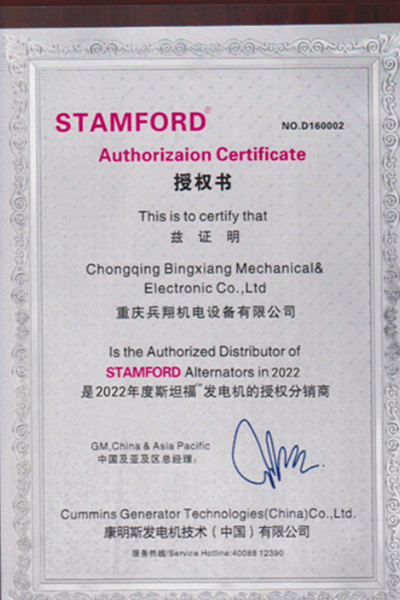 STAMFORD®
NO.D160002
Authorizaion Certificate
授权书
This is to certify that
兹 证 明
Chongqing Bingxiang Mechanical&
Electronic Co.,Ltd
重庆兵翔机电设备有限公司
Is the Authorized Distributor of
STAMFORD Alternators in 2022
是2022年度斯坦福™发电机的授权分销商
GM,China & Asia Pacific
中国及亚及区总经理:
Cummins Generator Technologies(China)Co.,Ltd.
康明斯发电机技术(中国)有限公司
服务热线/Service Hotline:40088 12390